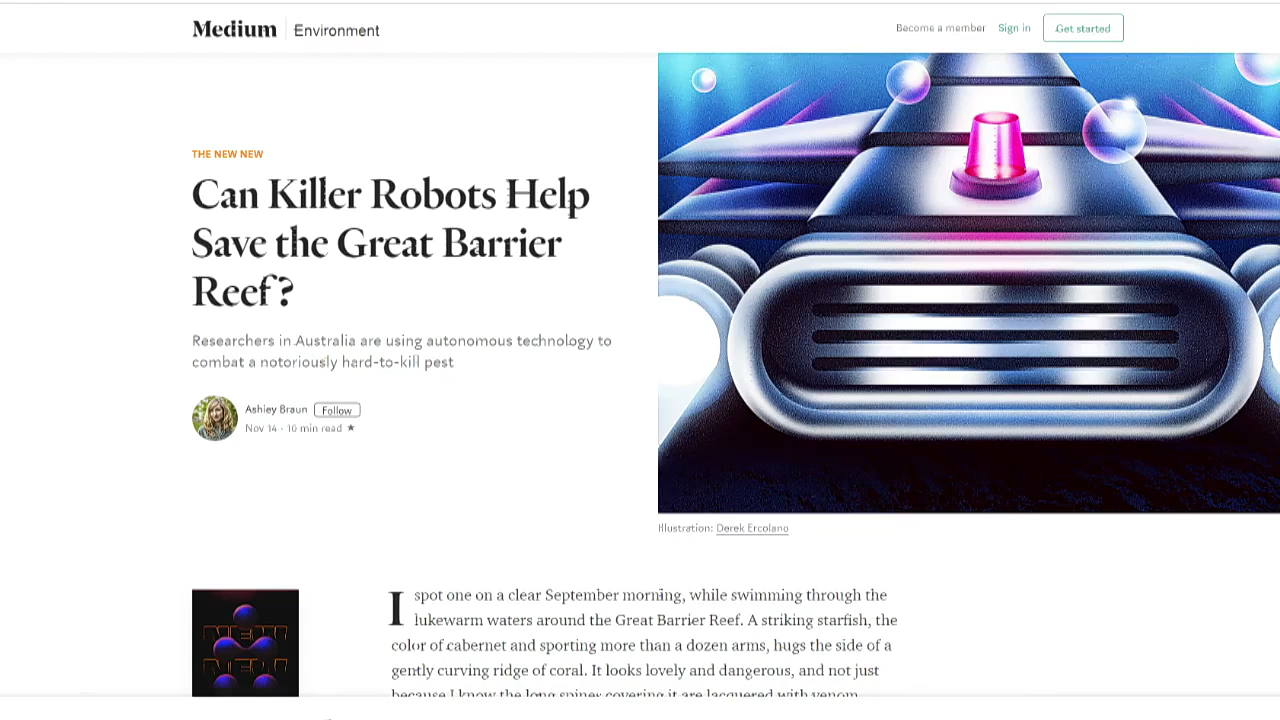 Medium
Environment
Become a member
Sign in
Get started
THE NEW NEW
Can Killer Robots Help
Save the Great Barrier
Reef?
Researchers in Australia are using autonomous technology to
combat a notoriously hard-to-kill pest
Ashley Braun
Follow
Nov 14 · 10 min read ★
Illustration: Derek Ercolano
NEW
NEW
I spot one on a clear September morning, while swimming through the
lukewarm waters around the Great Barrier Reef. A striking starfish, the
color of cabernet and sporting more than a dozen arms, hugs the side of a
gently curving ridge of coral. It looks lovely and dangerous, and not just
because I know the long spines covering it are lacquered with venom